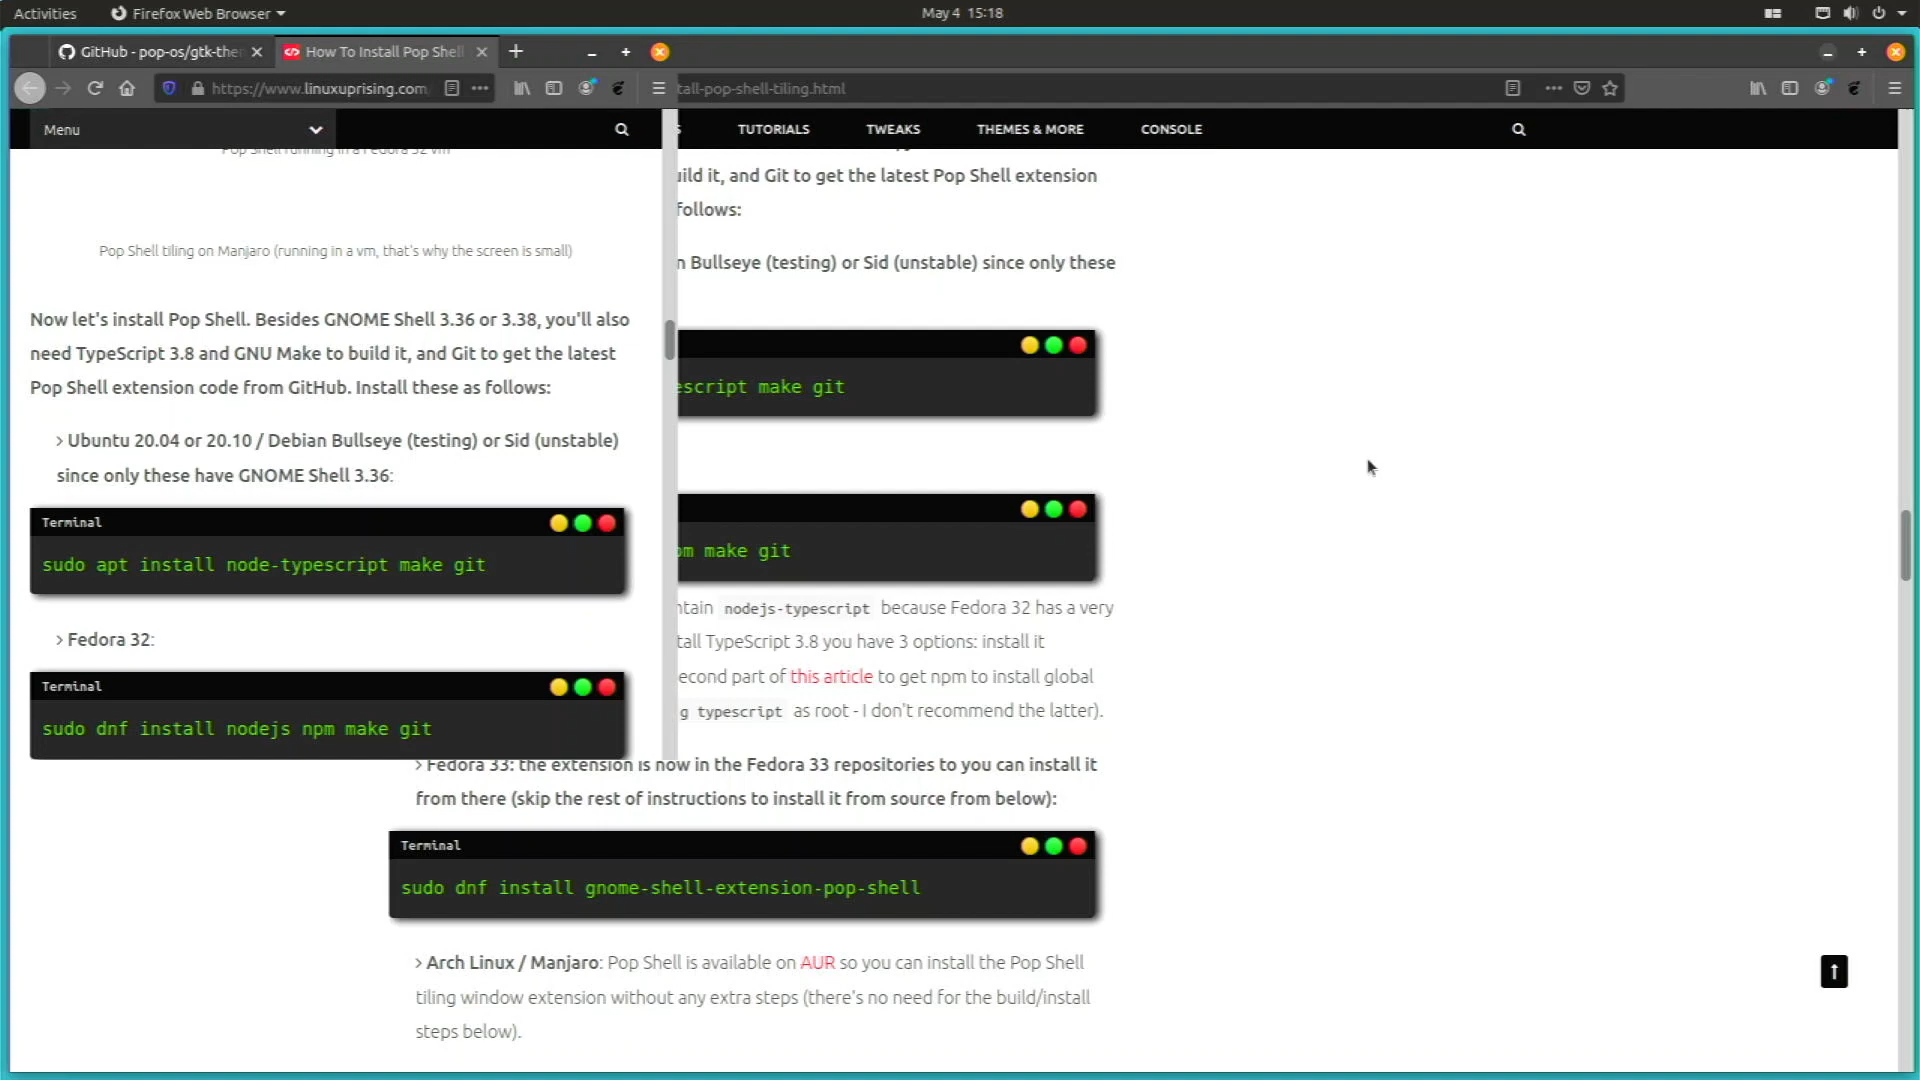 Activities
Firefox Web Browser
May 4 15:18
GitHub - pop-os/gtk-the
How To Install Pop Shell
https://www.linuxuprising.com
tall-pop-shell-tiling.html
Menu
TUTORIALS
TWEAKS
THEMES & MORE
CONSOLE
Pop Shell running in a Fedora 32 vm
Pop Shell tiling on Manjaro (running in a vm, that's why the screen is small)
Now let's install Pop Shell. Besides GNOME Shell 3.36 or 3.38, you'll also
need TypeScript 3.8 and GNU Make to build it, and Git to get the latest
Pop Shell extension code from GitHub. Install these as follows:
> Ubuntu 20.04 or 20.10 / Debian Bullseye (testing) or Sid (unstable)
since only these have GNOME Shell 3.36:
Terminal
sudo apt install node-typescript make git
> Fedora 32:
Terminal
sudo dnf install nodejs npm make git
uild it, and Git to get the latest Pop Shell extension
follows:
n Bullseye (testing) or Sid (unstable) since only these
escript make git
pm make git
ntain nodejs-typescript because Fedora 32 has a very
tall TypeScript 3.8 you have 3 options: install it
econd part of this article to get npm to install global
g typescript as root - I don't recommend the latter).
> Fedora 33: the extension is now in the Fedora 33 repositories to you can install it
from there (skip the rest of instructions to install it from source from below):
Terminal
sudo dnf install gnome-shell-extension-pop-shell
> Arch Linux / Manjaro: Pop Shell is available on AUR so you can install the Pop Shell
tiling window extension without any extra steps (there's no need for the build/install
steps below).